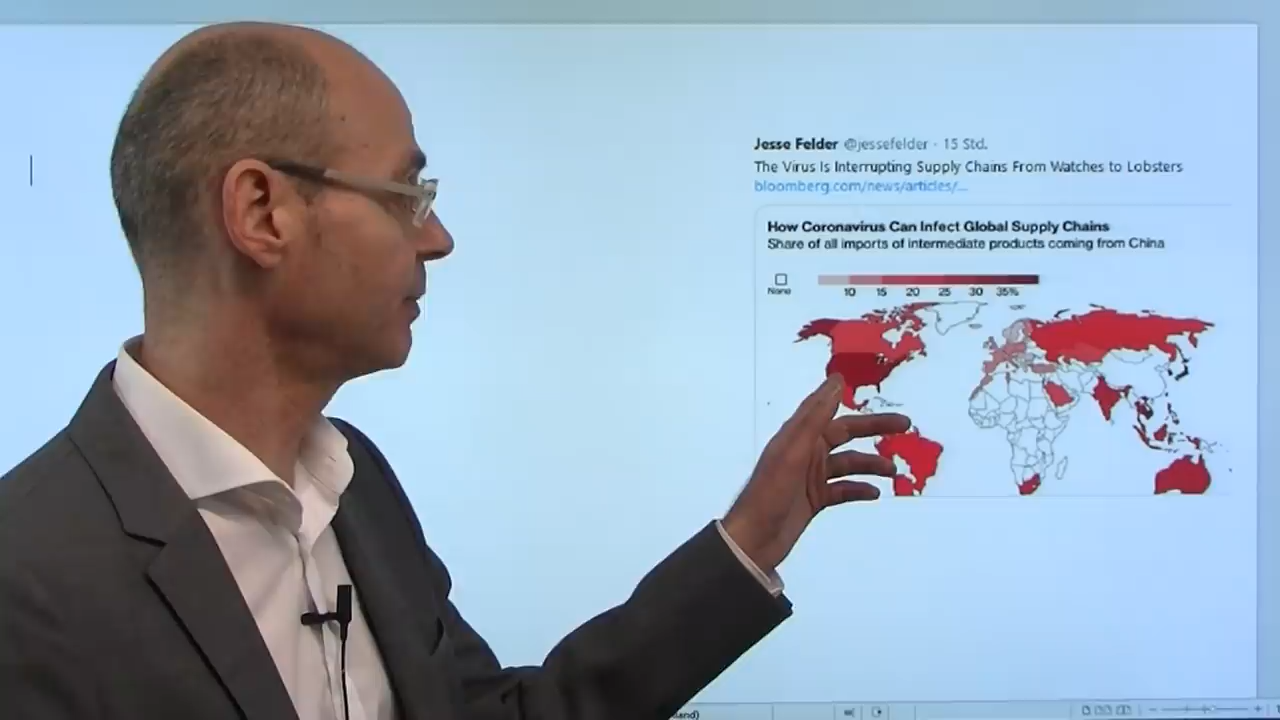 Jesse Felder @jessefelder · 15 Std.
The Virus Is Interrupting Supply Chains From Watches to Lobsters
bloomberg.com/news/articles/...
How Coronavirus Can Infect Global Supply Chains
Share of all imports of intermediate products coming from China
None 10 15 20 25 30 35%